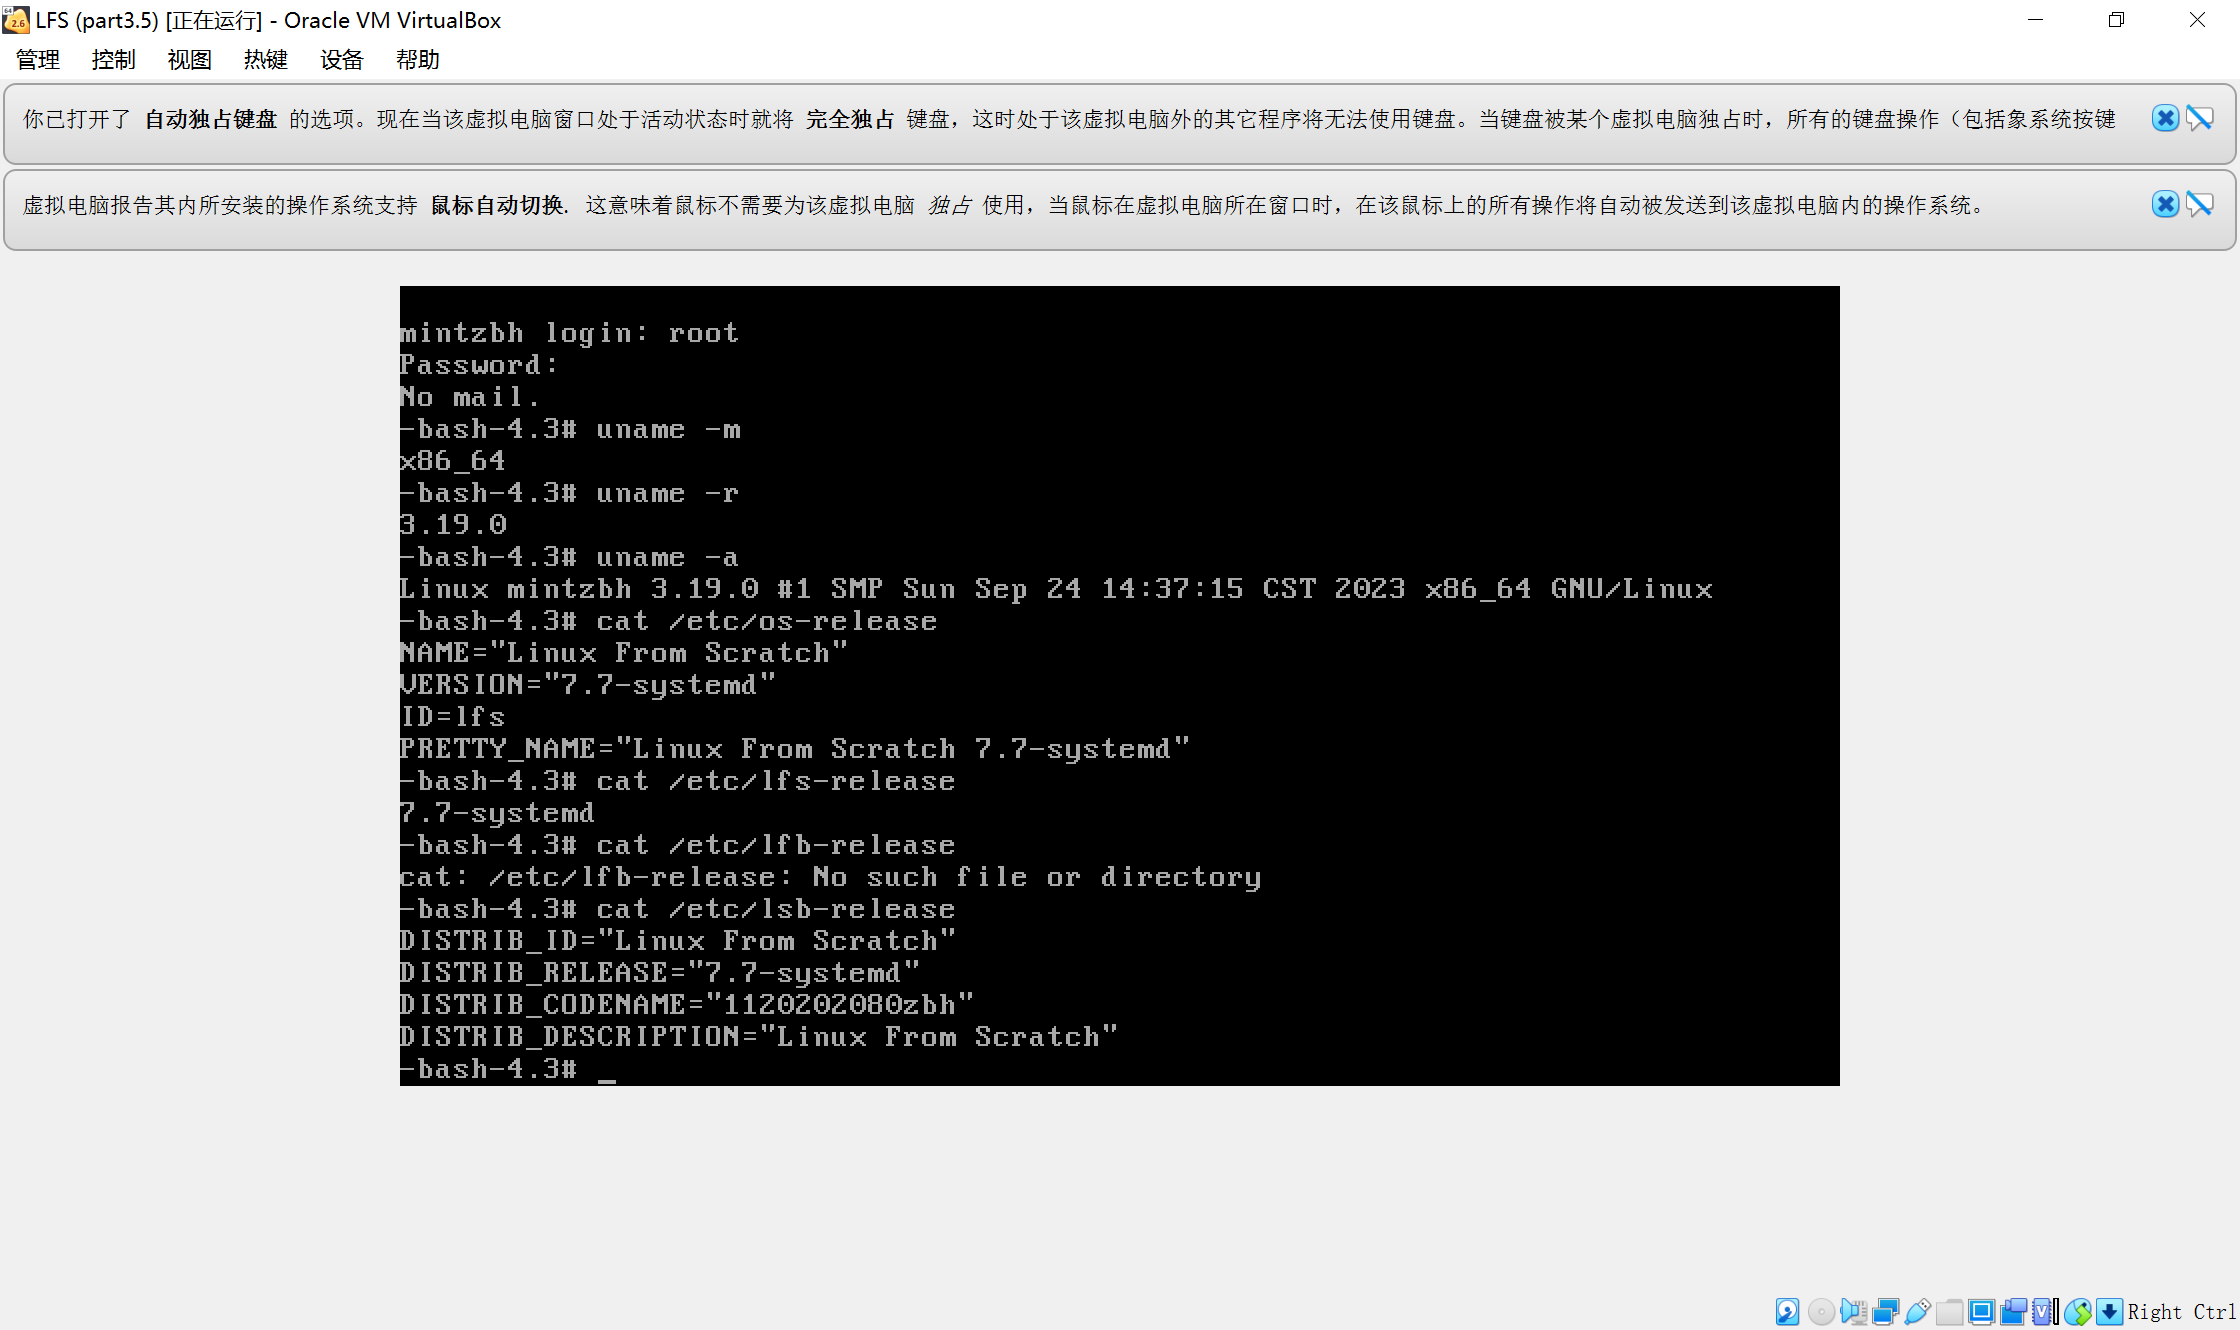 LFS (part3.5) [正在运行] - Oracle VM VirtualBox
管理 控制 视图 热键 设备 帮助
你已打开了 自动独占键盘 的选项。现在当该虚拟电脑窗口处于活动状态时就将 完全独占 键盘，这时处于该虚拟电脑外的其它程序将无法使用键盘。当键盘被某个虚拟电脑独占时，所有的键盘操作（包括象系统按键
虚拟电脑报告其内所安装的操作系统支持 鼠标自动切换. 这意味着鼠标不需要为该虚拟电脑 独占 使用，当鼠标在虚拟电脑所在窗口时，在该鼠标上的所有操作将自动被发送到该虚拟电脑内的操作系统。
mintzbh login: root
Password:
No mail.
-bash-4.3# uname -m
x86_64
-bash-4.3# uname -r
3.19.0
-bash-4.3# uname -a
Linux mintzbh 3.19.0 #1 SMP Sun Sep 24 14:37:15 CST 2023 x86_64 GNU/Linux
-bash-4.3# cat /etc/os-release
NAME="Linux From Scratch"
VERSION="7.7-systemd"
ID=lfs
PRETTY_NAME="Linux From Scratch 7.7-systemd"
-bash-4.3# cat /etc/lfs-release
7.7-systemd
-bash-4.3# cat /etc/lfb-release
cat: /etc/lfb-release: No such file or directory
-bash-4.3# cat /etc/lsb-release
DISTRIB_ID="Linux From Scratch"
DISTRIB_RELEASE="7.7-systemd"
DISTRIB_CODENAME="1120202080zbh"
DISTRIB_DESCRIPTION="Linux From Scratch"
-bash-4.3# _
Right Ctrl